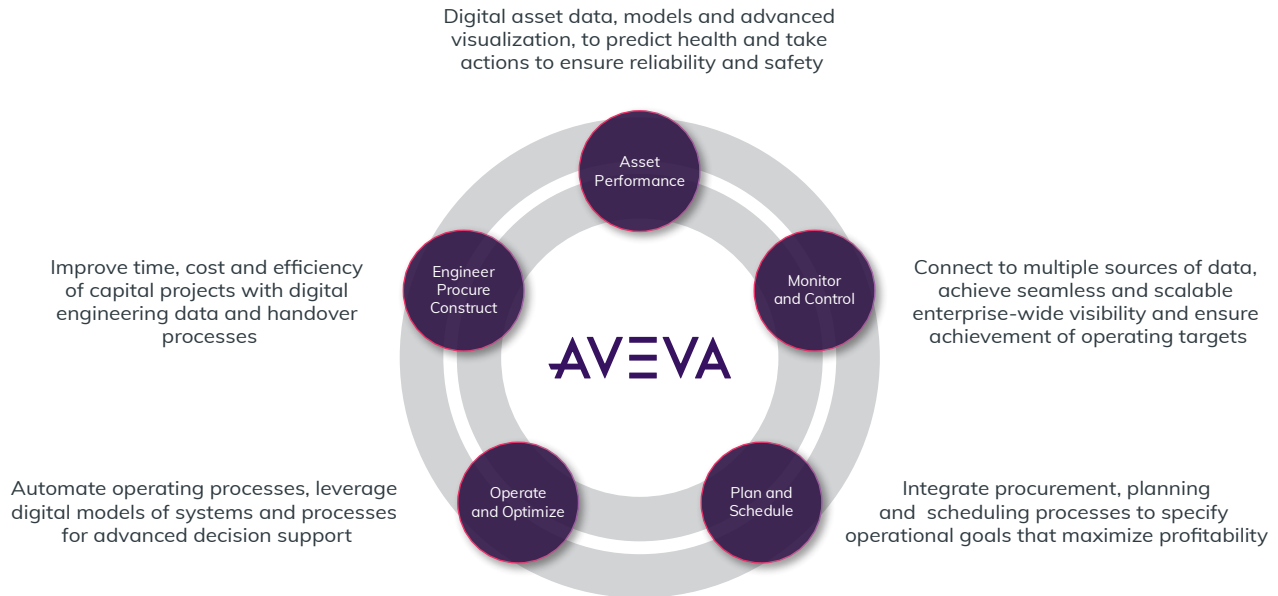 Digital asset data, models and advanced
visualization, to predict health and take
actions to ensure reliability and safety
Asset
Performance
Improve time, cost and efficiency
of capital projects with digital
engineering data and handover
processes
Engineer
Procure
Construct
Monitor
and Control
Connect to multiple sources of data,
achieve seamless and scalable
enterprise-wide visibility and ensure
achievement of operating targets
AVEVA
Automate operating processes, leverage
digital models of systems and processes
for advanced decision support
Operate
and Optimize
Plan and
Schedule
Integrate procurement, planning
and  scheduling processes to specify
operational goals that maximize profitability